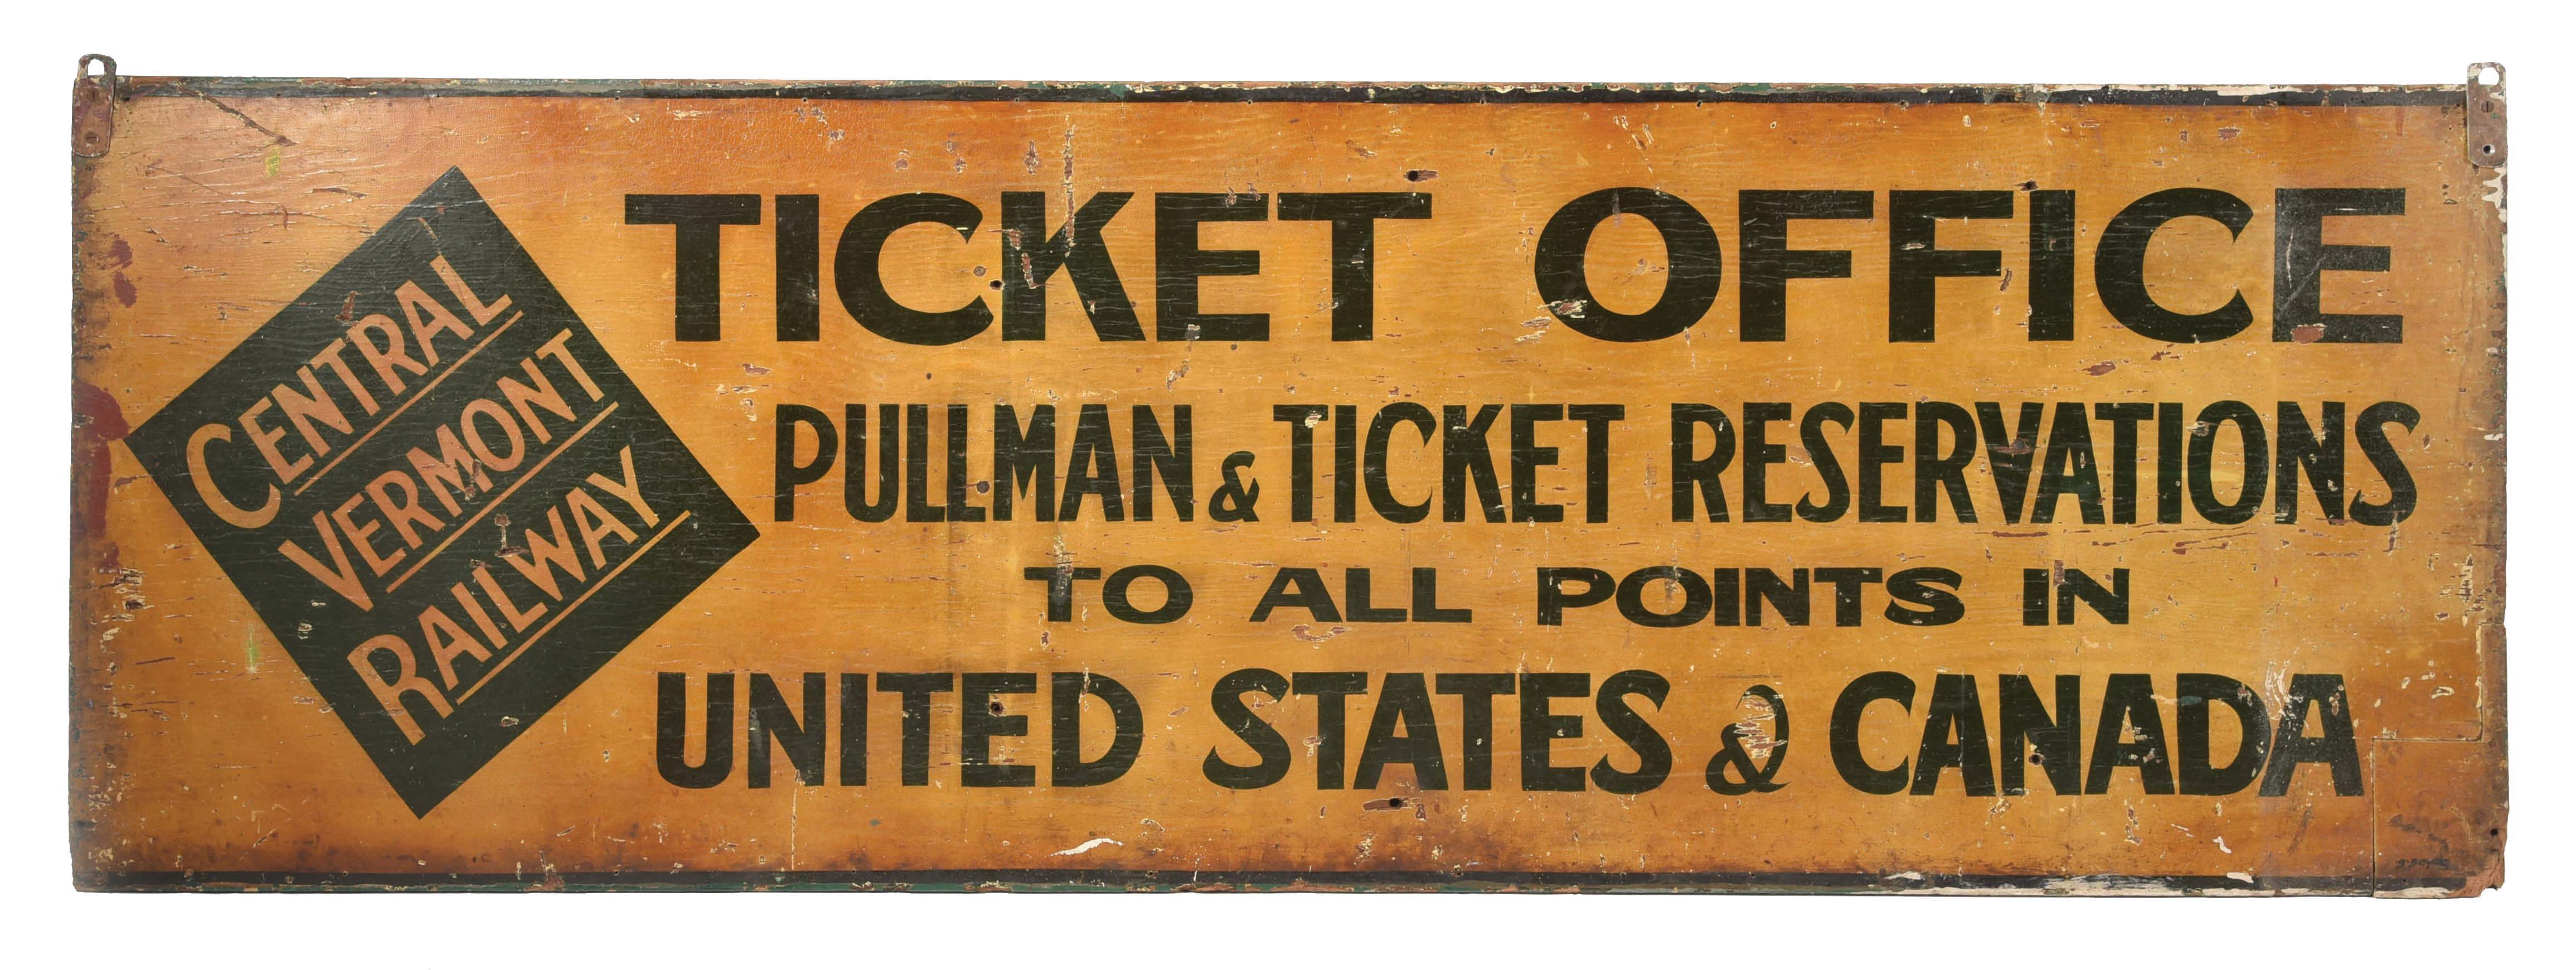 CENTRAL
VERMONT
RAILWAY
TICKET OFFICE
PULLMAN & TICKET RESERVATIONS
TO ALL POINTS IN
UNITED STATES & CANADA